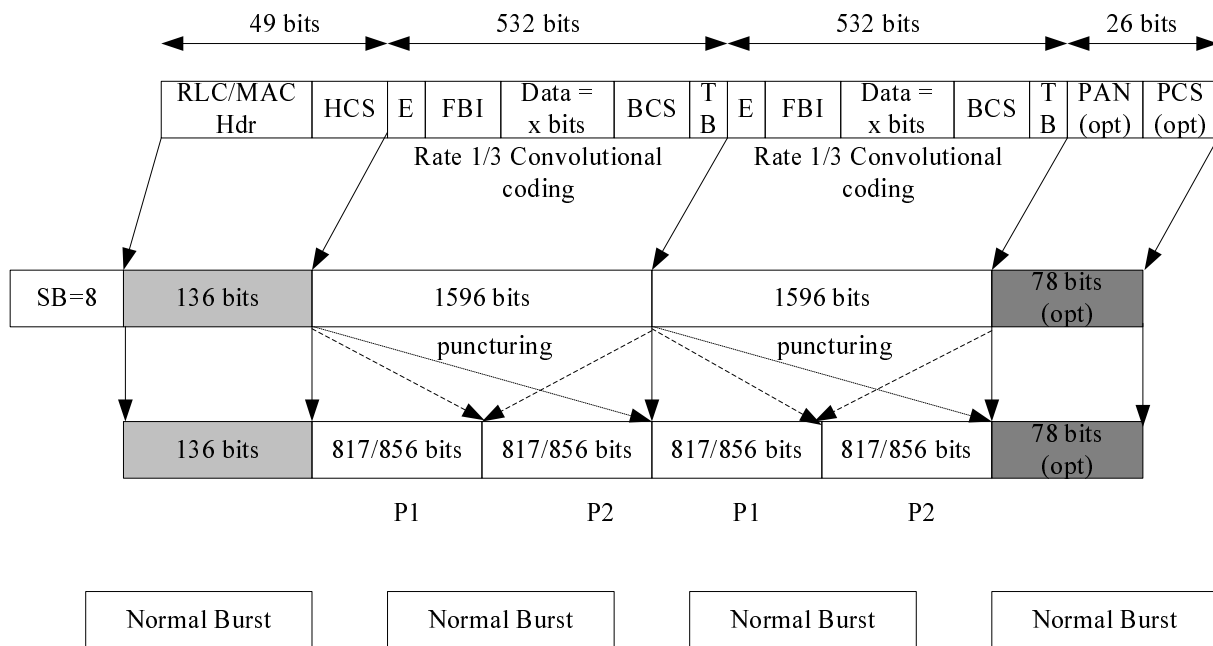 49 bits 532 bits 532 bits 26 bits
RLC/MAC Hdr HCS E FBI Data = x bits BCS T B E FBI Data = x bits BCS T B PAN (opt) PCS (opt)
Rate 1/3 Convolutional coding Rate 1/3 Convolutional coding
SB=8 136 bits 1596 bits 1596 bits 78 bits (opt)
puncturing puncturing
136 bits 817/856 bits 817/856 bits 817/856 bits 817/856 bits 78 bits (opt)
P1 P2 P1 P2
Normal Burst Normal Burst Normal Burst Normal Burst